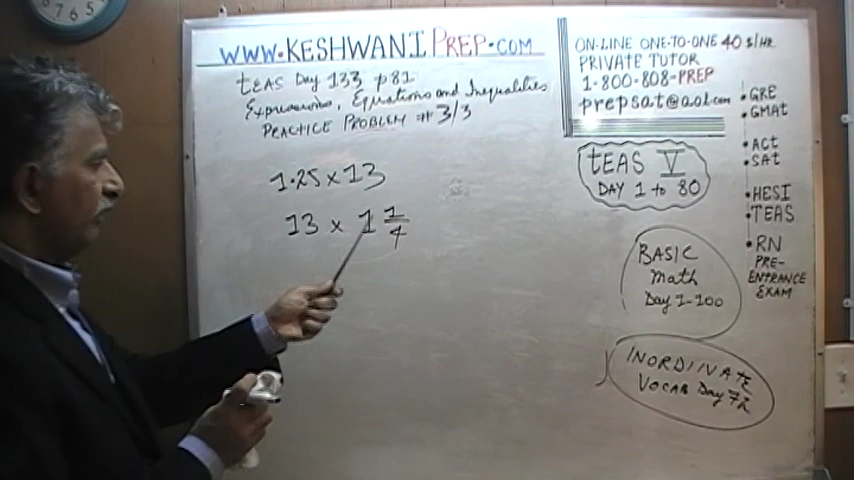 www.KESHWANIPREP.COM
tEAS Day 133 p81
Expressions, Equations and Inequalities
PRACTICE PROBLEM # 3/3
1.25 x 13
13 x 1 1/4
ON-LINE ONE-TO-ONE 40 $/HR
PRIVATE TUTOR
1-800-808-PREP
prepsat@aol.com
• GRE
• GMAt
• ACt
• SAt
• HESI
• TEAS
• RN
PRE-
ENTRANCE
EXAM
tEAS V
DAY 1 to 80
BASIC
math
Day 1-100
INORDINATE
VOCAB Day
7
6
5